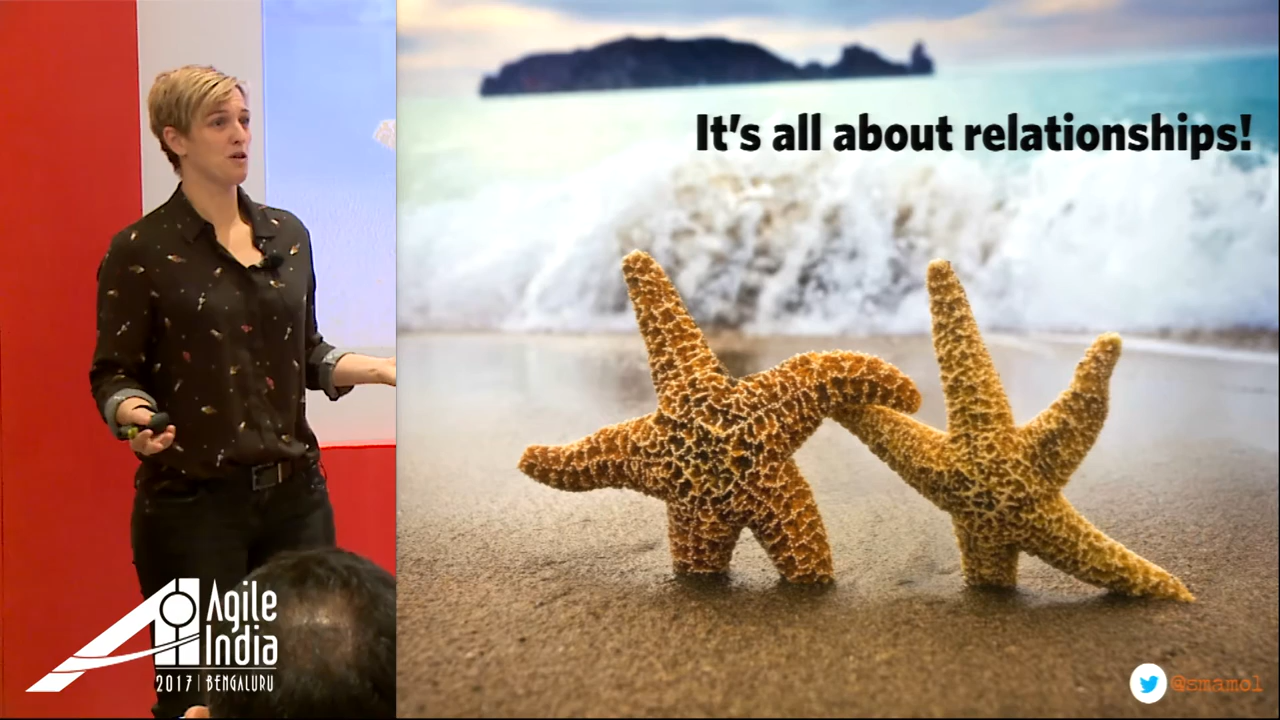 It's all about relationships!
Agile
India
2017 | BENGALURU
@smamol